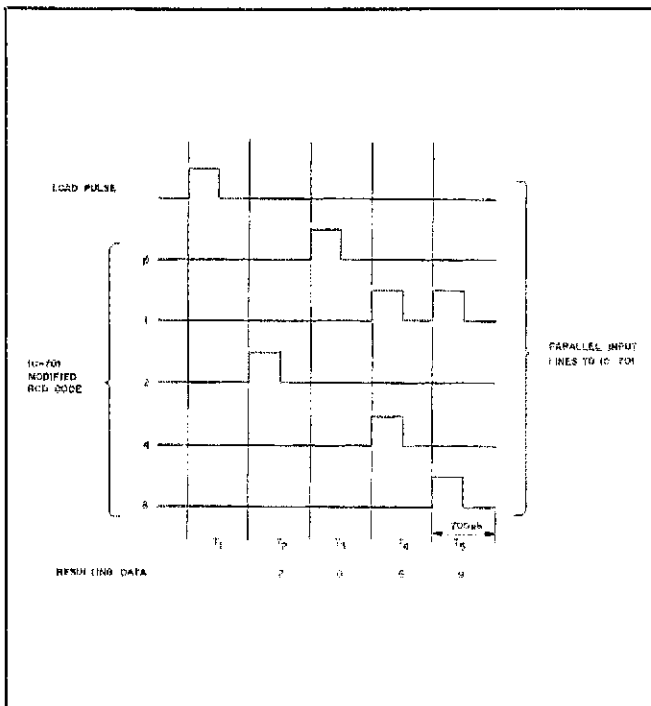 LOAD PULSE
0
1
2
4
8
MODIFIED
BCD CODE
PARALLEL INPUT
LINES TO
T1 T2 T3 T4 T5
RESULTING DATA 2 0 5 9